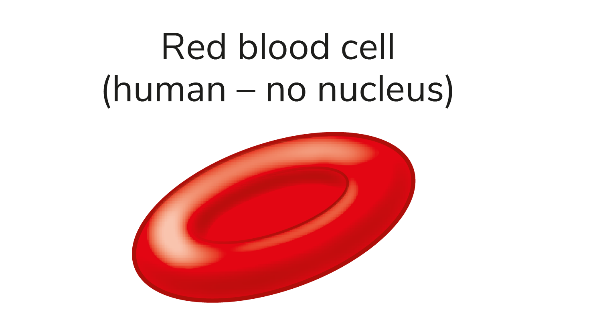 Red blood cell
(human – no nucleus)